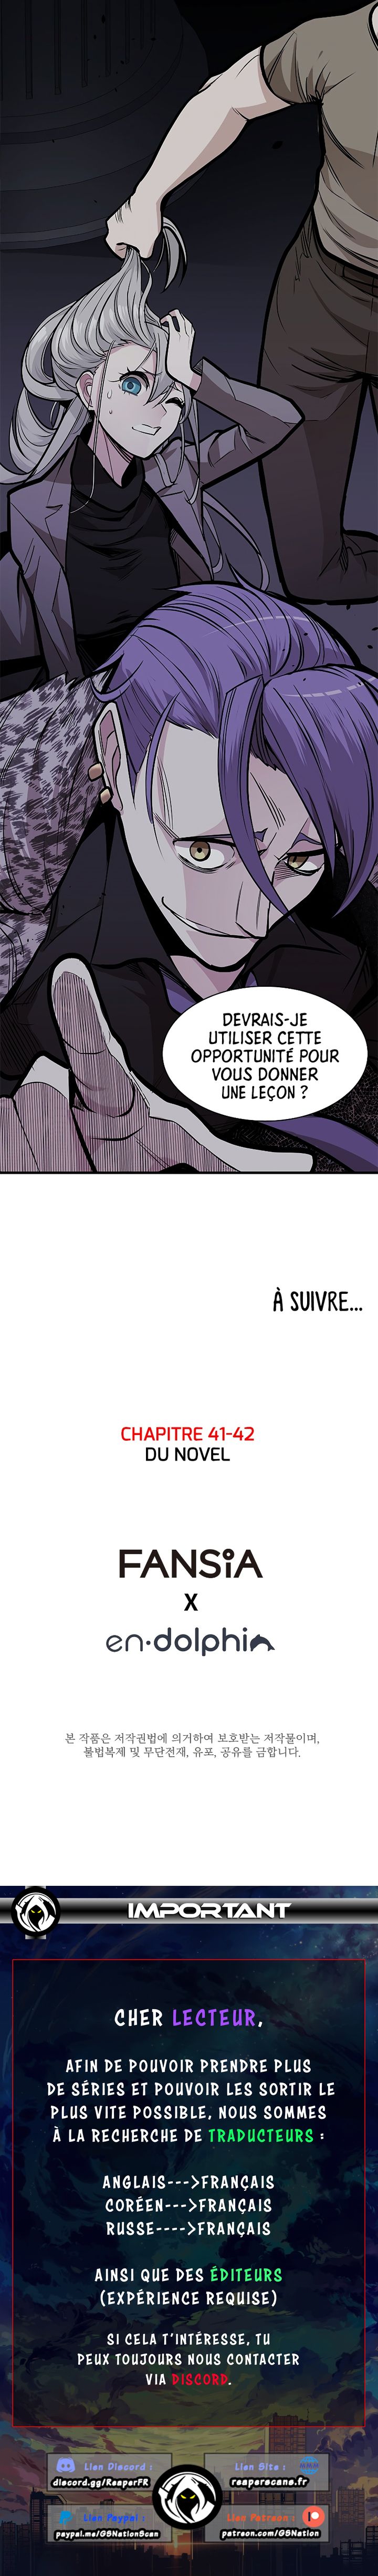 DEVRAIS-JE
UTILISER CETTE
OPPORTUNITÉ POUR
VOUS DONNER
UNE LEÇON ?
À SUIVRE...
CHAPITRE 41-42
DU NOVEL
FANSiA
X
en·dolphin
본 작품은 저작권법에 의거하여 보호받는 저작물이며,
불법복제 및 무단전재, 유포, 공유를 금합니다.
IMPORTANT
CHER LECTEUR,
AFIN DE POUVOIR PRENDRE PLUS
DE SÉRIES ET POUVOIR LES SORTIR LE
PLUS VITE POSSIBLE, NOUS SOMMES
À LA RECHERCHE DE TRADUCTEURS :
ANGLAIS--->FRANÇAIS
CORÉEN--->FRANÇAIS
RUSSE---->FRANÇAIS
AINSI QUE DES ÉDITEURS
(EXPÉRIENCE REQUISE)
SI CELA T'INTÉRESSE, TU
PEUX TOUJOURS NOUS CONTACTER
VIA DISCORD.
Lien Discord :
discord.gg/ReaperFR
Lien Site :
reaperscans.fr
Lien Paypal :
paypal.me/GSNationScan
Lien Patreon :
patreon.com/GSNation